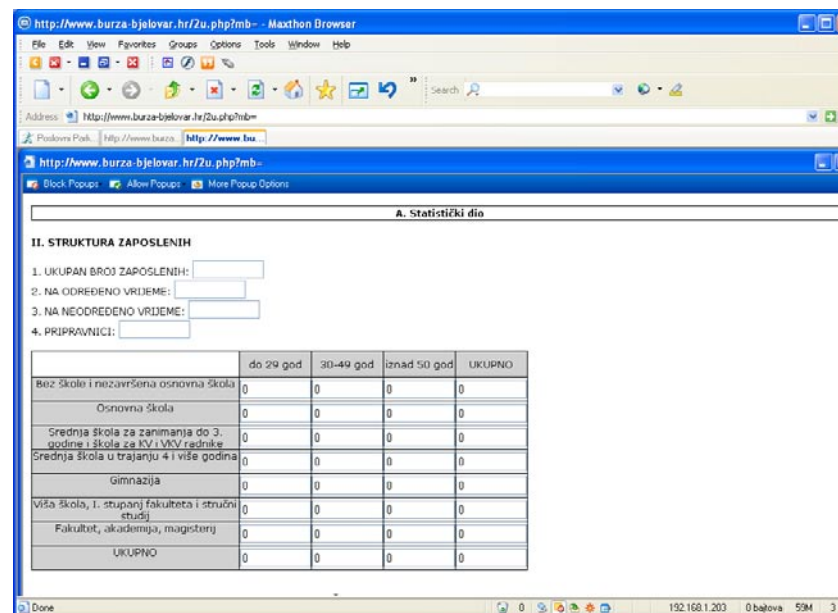 http://www.burza-bjelovar.hr/2u.php?mb= - Maxthon Browser
File Edit View Favorites Groups Options Tools Window Help
Search
Address http://www.burza-bjelovar.hr/2u.php?mb=
Poslovni Park... http://www.burza... http://www.bu...
http://www.burza-bjelovar.hr/2u.php?mb=
Block Popups Allow Popups More Popup Options
A. Statistički dio
II. STRUKTURA ZAPOSLENIH
1. UKUPAN BROJ ZAPOSLENIH:
2. NA ODREĐENO VRIJEME:
3. NA NEODREĐENO VRIJEME:
4. PRIPRAVNICI:
do 29 god 30-49 god iznad 50 god UKUPNO
Bez škole i nezavršena osnovna škola 0 0 0 0
Osnovna škola 0 0 0 0
Srednja škola za zanimanja do 3.
godine i škola za KV i VKV radnike 0 0 0 0
Srednja škola u trajanju 4 i više godina 0 0 0 0
Gimnazija 0 0 0 0
Viša škola, I. stupanj fakulteta i stručni
studij 0 0 0 0
Fakultet, akademija, magisterij 0 0 0 0
UKUPNO 0 0 0 0
Done 0 192.168.1.203 0 bajtova 59M 3